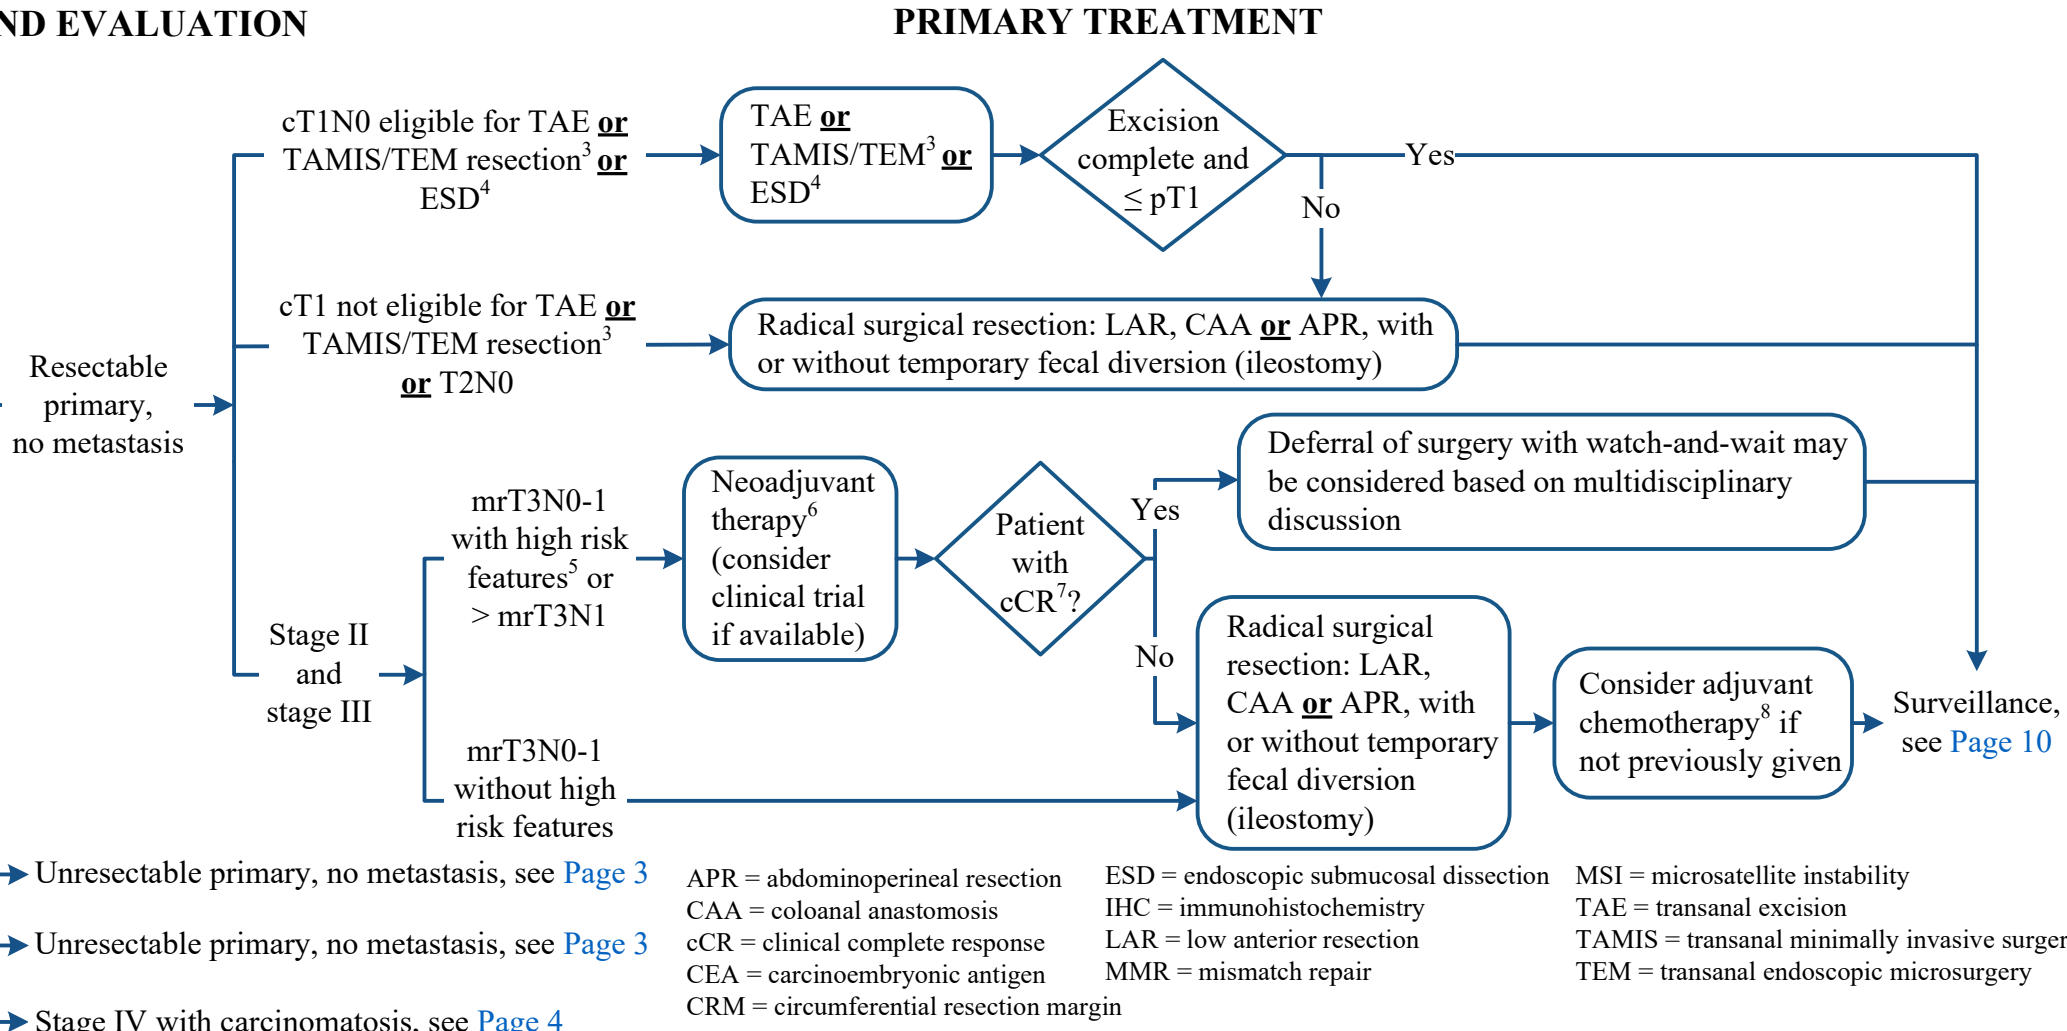 ND EVALUATION
PRIMARY TREATMENT
Resectable
primary,
no metastasis
cT1N0 eligible for TAE or
TAMIS/TEM resection3 or
ESD4
TAE or
TAMIS/TEM3 or
ESD4
Excision
complete and
≤ pT1
Yes
No
cT1 not eligible for TAE or
TAMIS/TEM resection3
or T2N0
Radical surgical resection: LAR, CAA or APR, with
or without temporary fecal diversion (ileostomy)
Stage II
and
stage III
mrT3N0-1
with high risk
features5 or
> mrT3N1
Neoadjuvant
therapy6
(consider
clinical trial
if available)
Patient
with
cCR7?
Yes
Deferral of surgery with watch-and-wait may
be considered based on multidisciplinary
discussion
No
mrT3N0-1
without high
risk features
Radical surgical
resection: LAR,
CAA or APR, with
or without temporary
fecal diversion
(ileostomy)
Consider adjuvant
chemotherapy8 if
not previously given
Surveillance,
see Page 10
Unresectable primary, no metastasis, see Page 3
Unresectable primary, no metastasis, see Page 3
Stage IV with carcinomatosis, see Page 4
APR = abdominoperineal resection
CAA = coloanal anastomosis
cCR = clinical complete response
CEA = carcinoembryonic antigen
CRM = circumferential resection margin
ESD = endoscopic submucosal dissection
IHC = immunohistochemistry
LAR = low anterior resection
MMR = mismatch repair
MSI = microsatellite instability
TAE = transanal excision
TAMIS = transanal minimally invasive surger
TEM = transanal endoscopic microsurgery